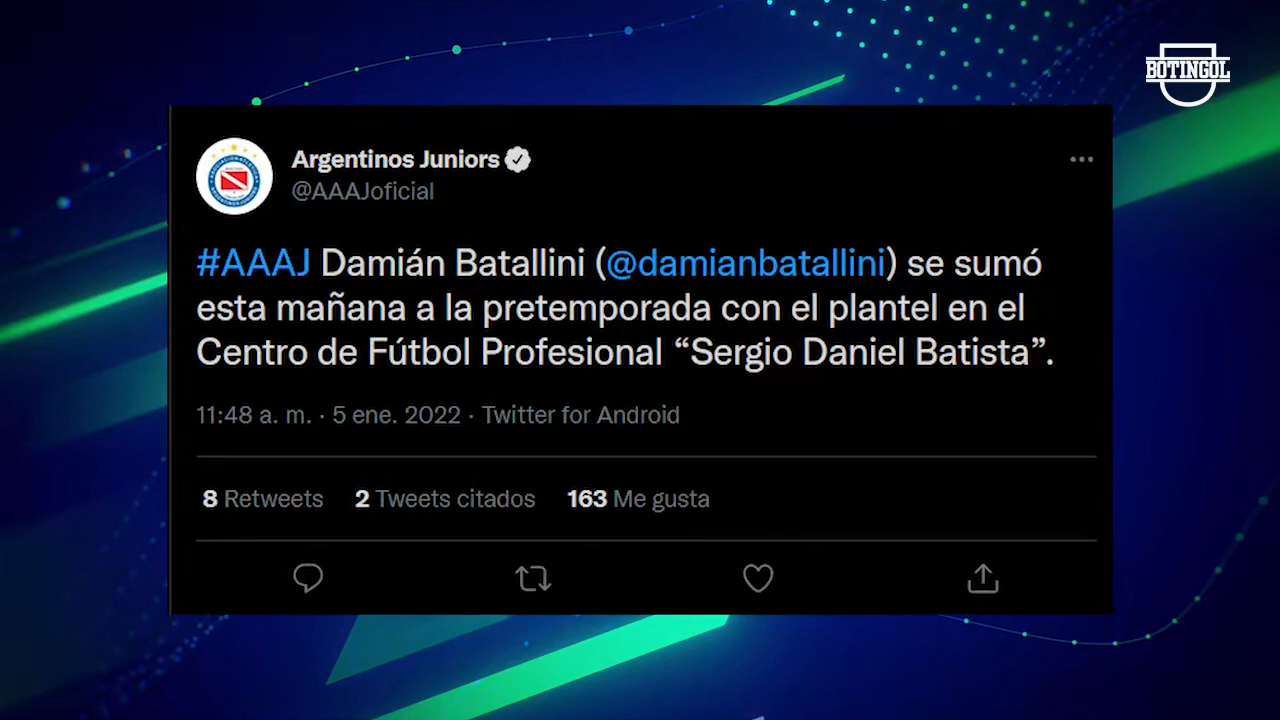 BOTINGOL
Argentinos Juniors
@AAAJoficial
#AAAJ Damián Batallini (@damianbatallini) se sumó
esta mañana a la pretemporada con el plantel en el
Centro de Fútbol Profesional “Sergio Daniel Batista”.
11:48 a. m. · 5 ene. 2022 · Twitter for Android
8 Retweets 2 Tweets citados 163 Me gusta